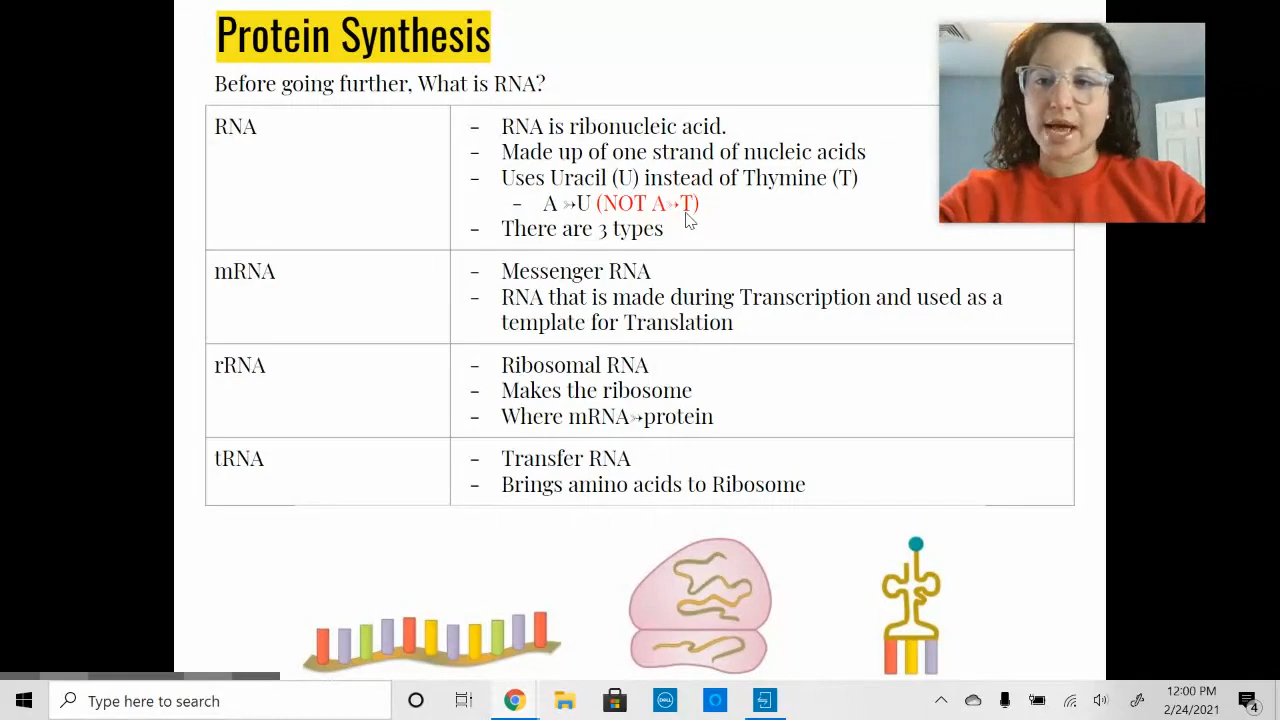 Protein Synthesis
Before going further, What is RNA?
RNA
- RNA is ribonucleic acid.
- Made up of one strand of nucleic acids
- Uses Uracil (U) instead of Thymine (T)
- A ➳U (NOT A➳T)
- There are 3 types
mRNA
- Messenger RNA
- RNA that is made during Transcription and used as a
template for Translation
rRNA
- Ribosomal RNA
- Makes the ribosome
- Where mRNA➳protein
tRNA
- Transfer RNA
- Brings amino acids to Ribosome
Type here to search
DELL
12:00 PM
2/24/2021
4